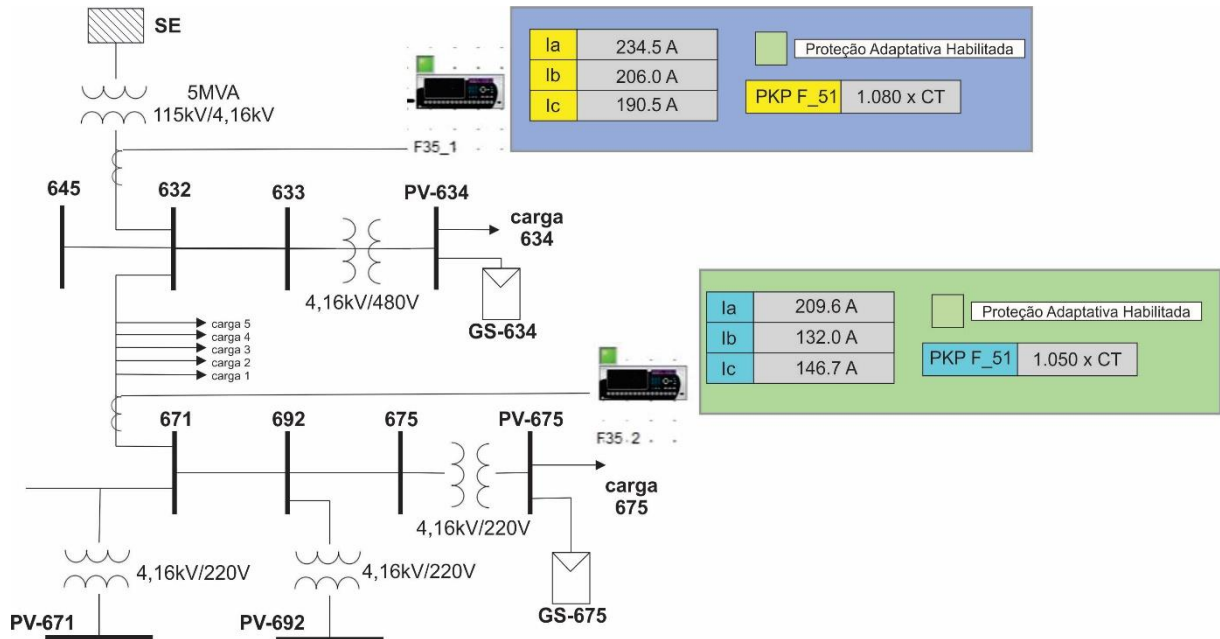 SE
5MVA
115kV/4,16kV
F35_1
Ia 234.5 A
Ib 206.0 A
Ic 190.5 A
Proteção Adaptativa Habilitada
PKP F_51 1.080 x CT
645
632
633
PV-634
carga
634
4,16kV/480V
GS-634
carga 5
carga 4
carga 3
carga 2
carga 1
Ia 209.6 A
Ib 132.0 A
Ic 146.7 A
Proteção Adaptativa Habilitada
PKP F_51 1.050 x CT
F35 2
671
692
675
PV-675
carga
675
4,16kV/220V
4,16kV/220V
4,16kV/220V
GS-675
PV-671
PV-692